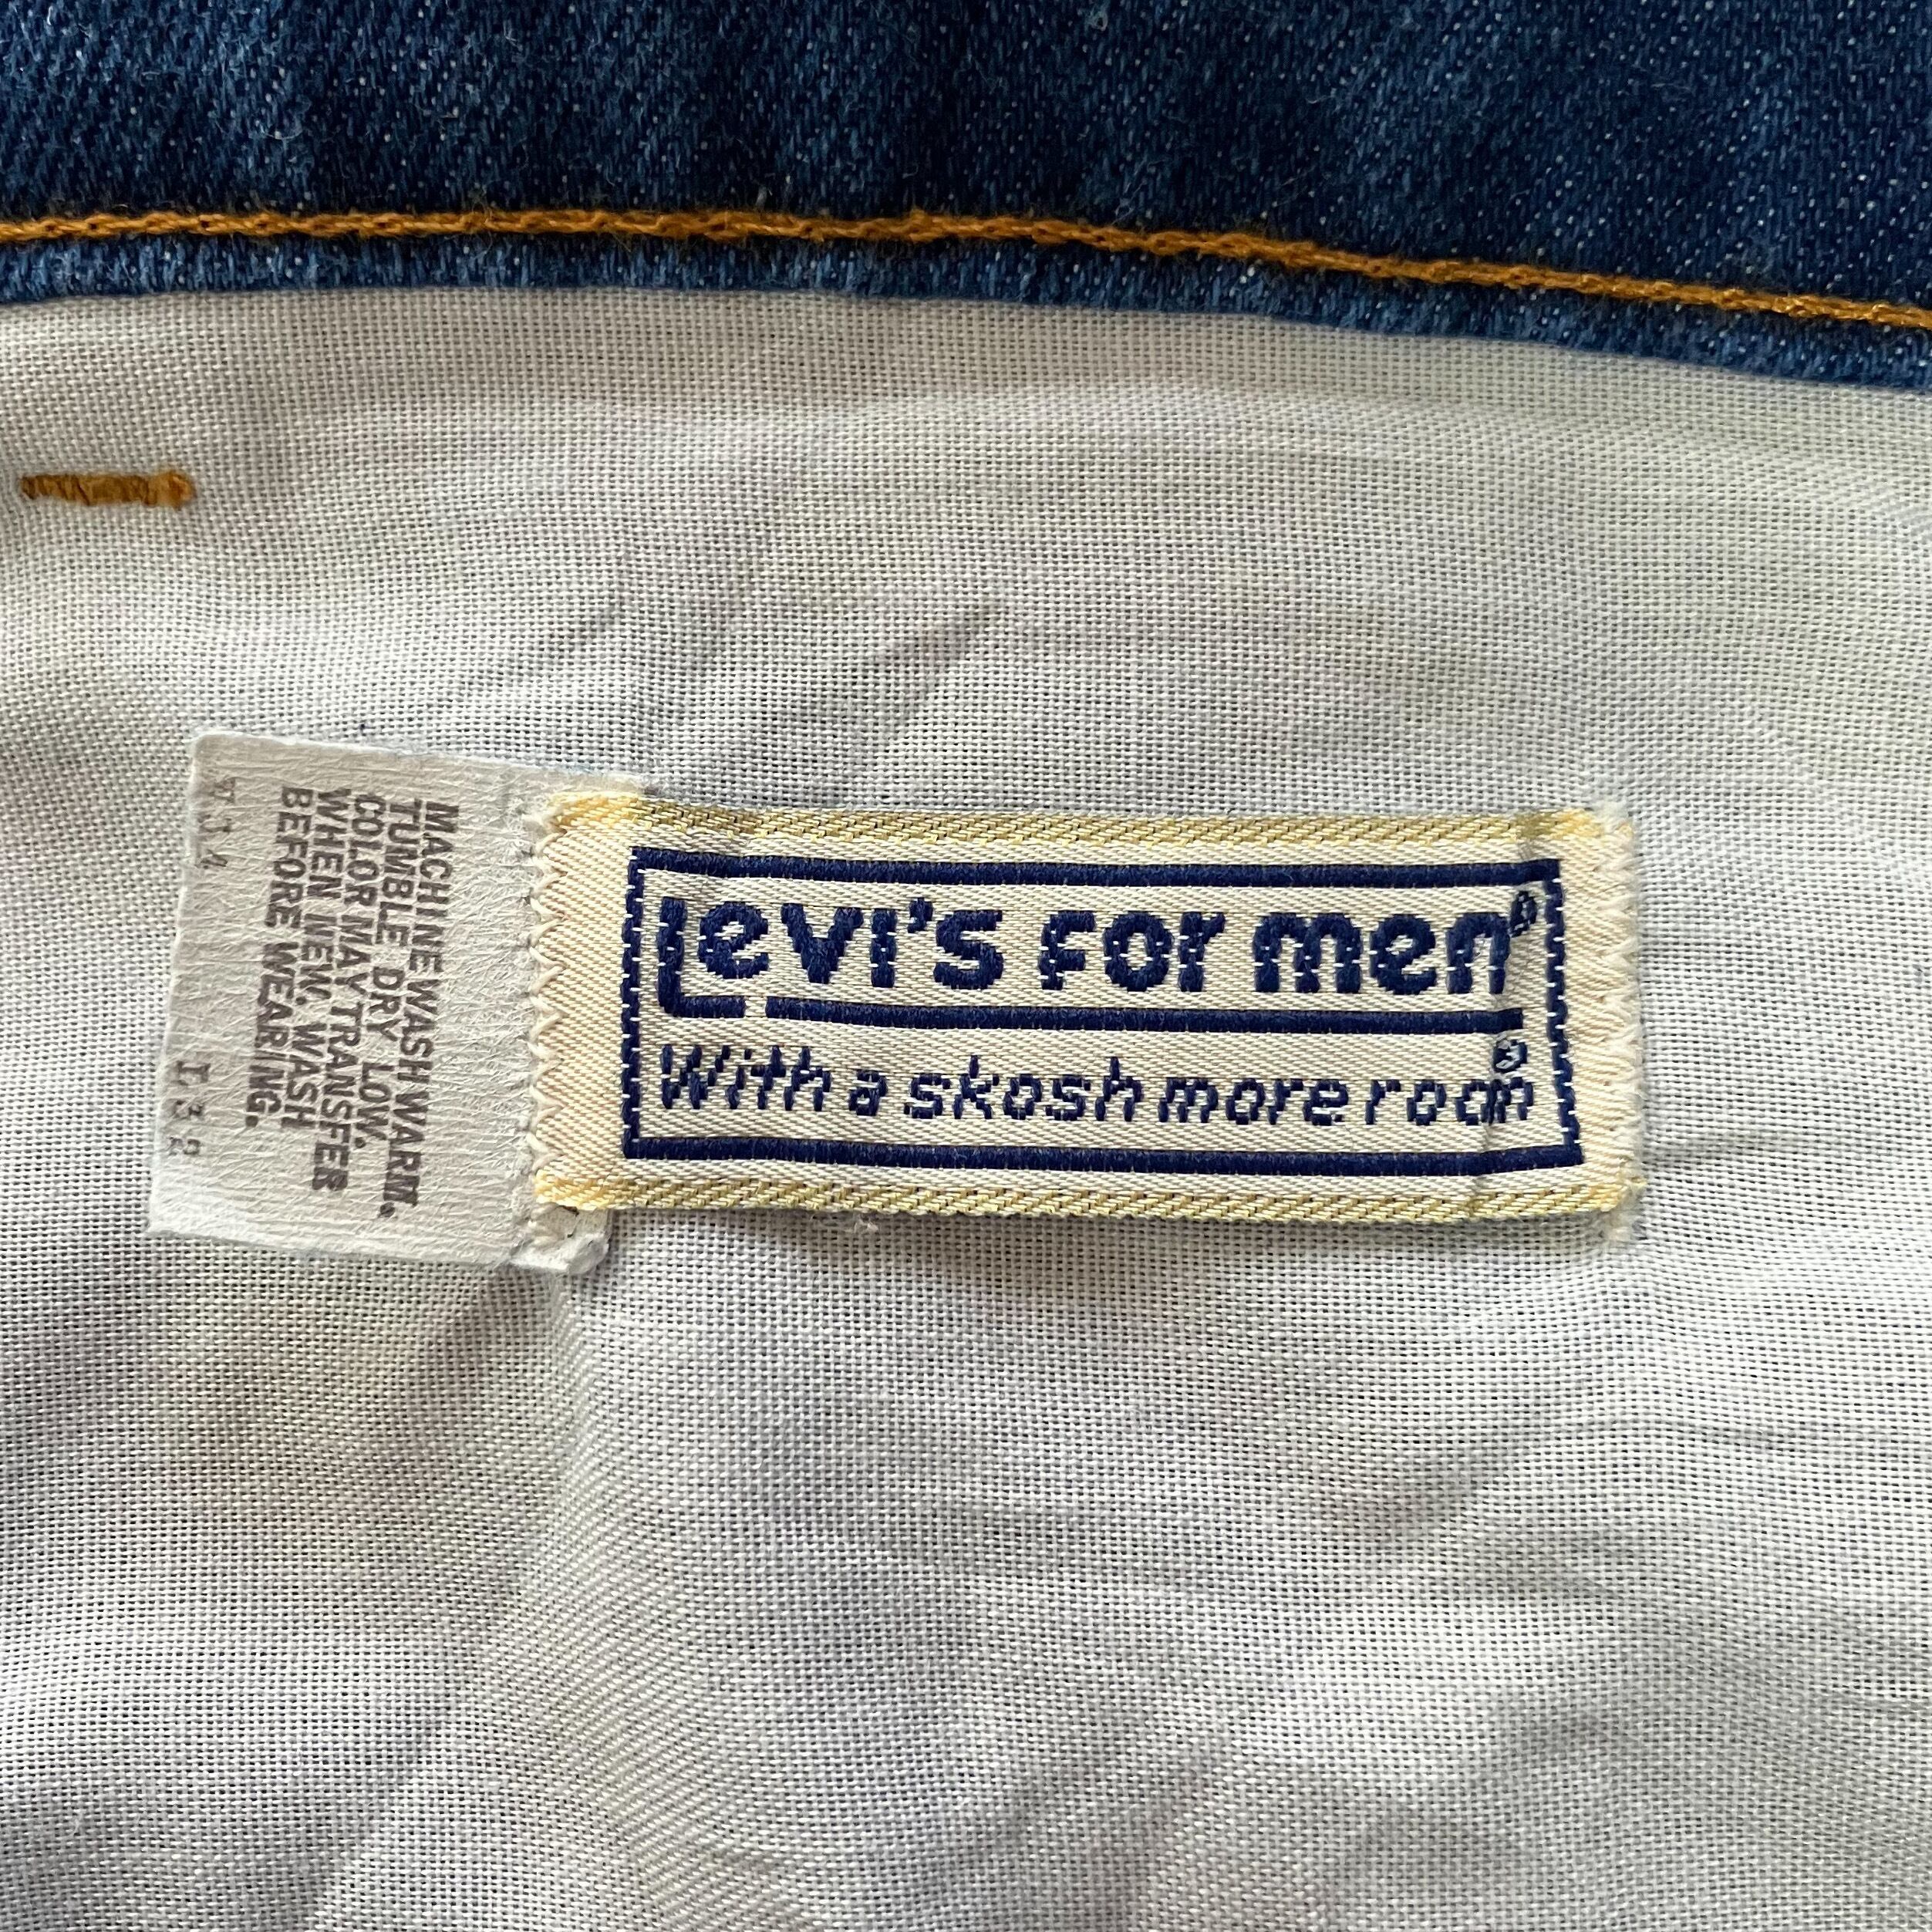 Levi's for men®
With a skosh more room®
MACHINE WASH WARM.
TUMBLE DRY LOW.
COLOR MAY TRANSFER
WHEN NEW. WASH
BEFORE WEARING.
L32